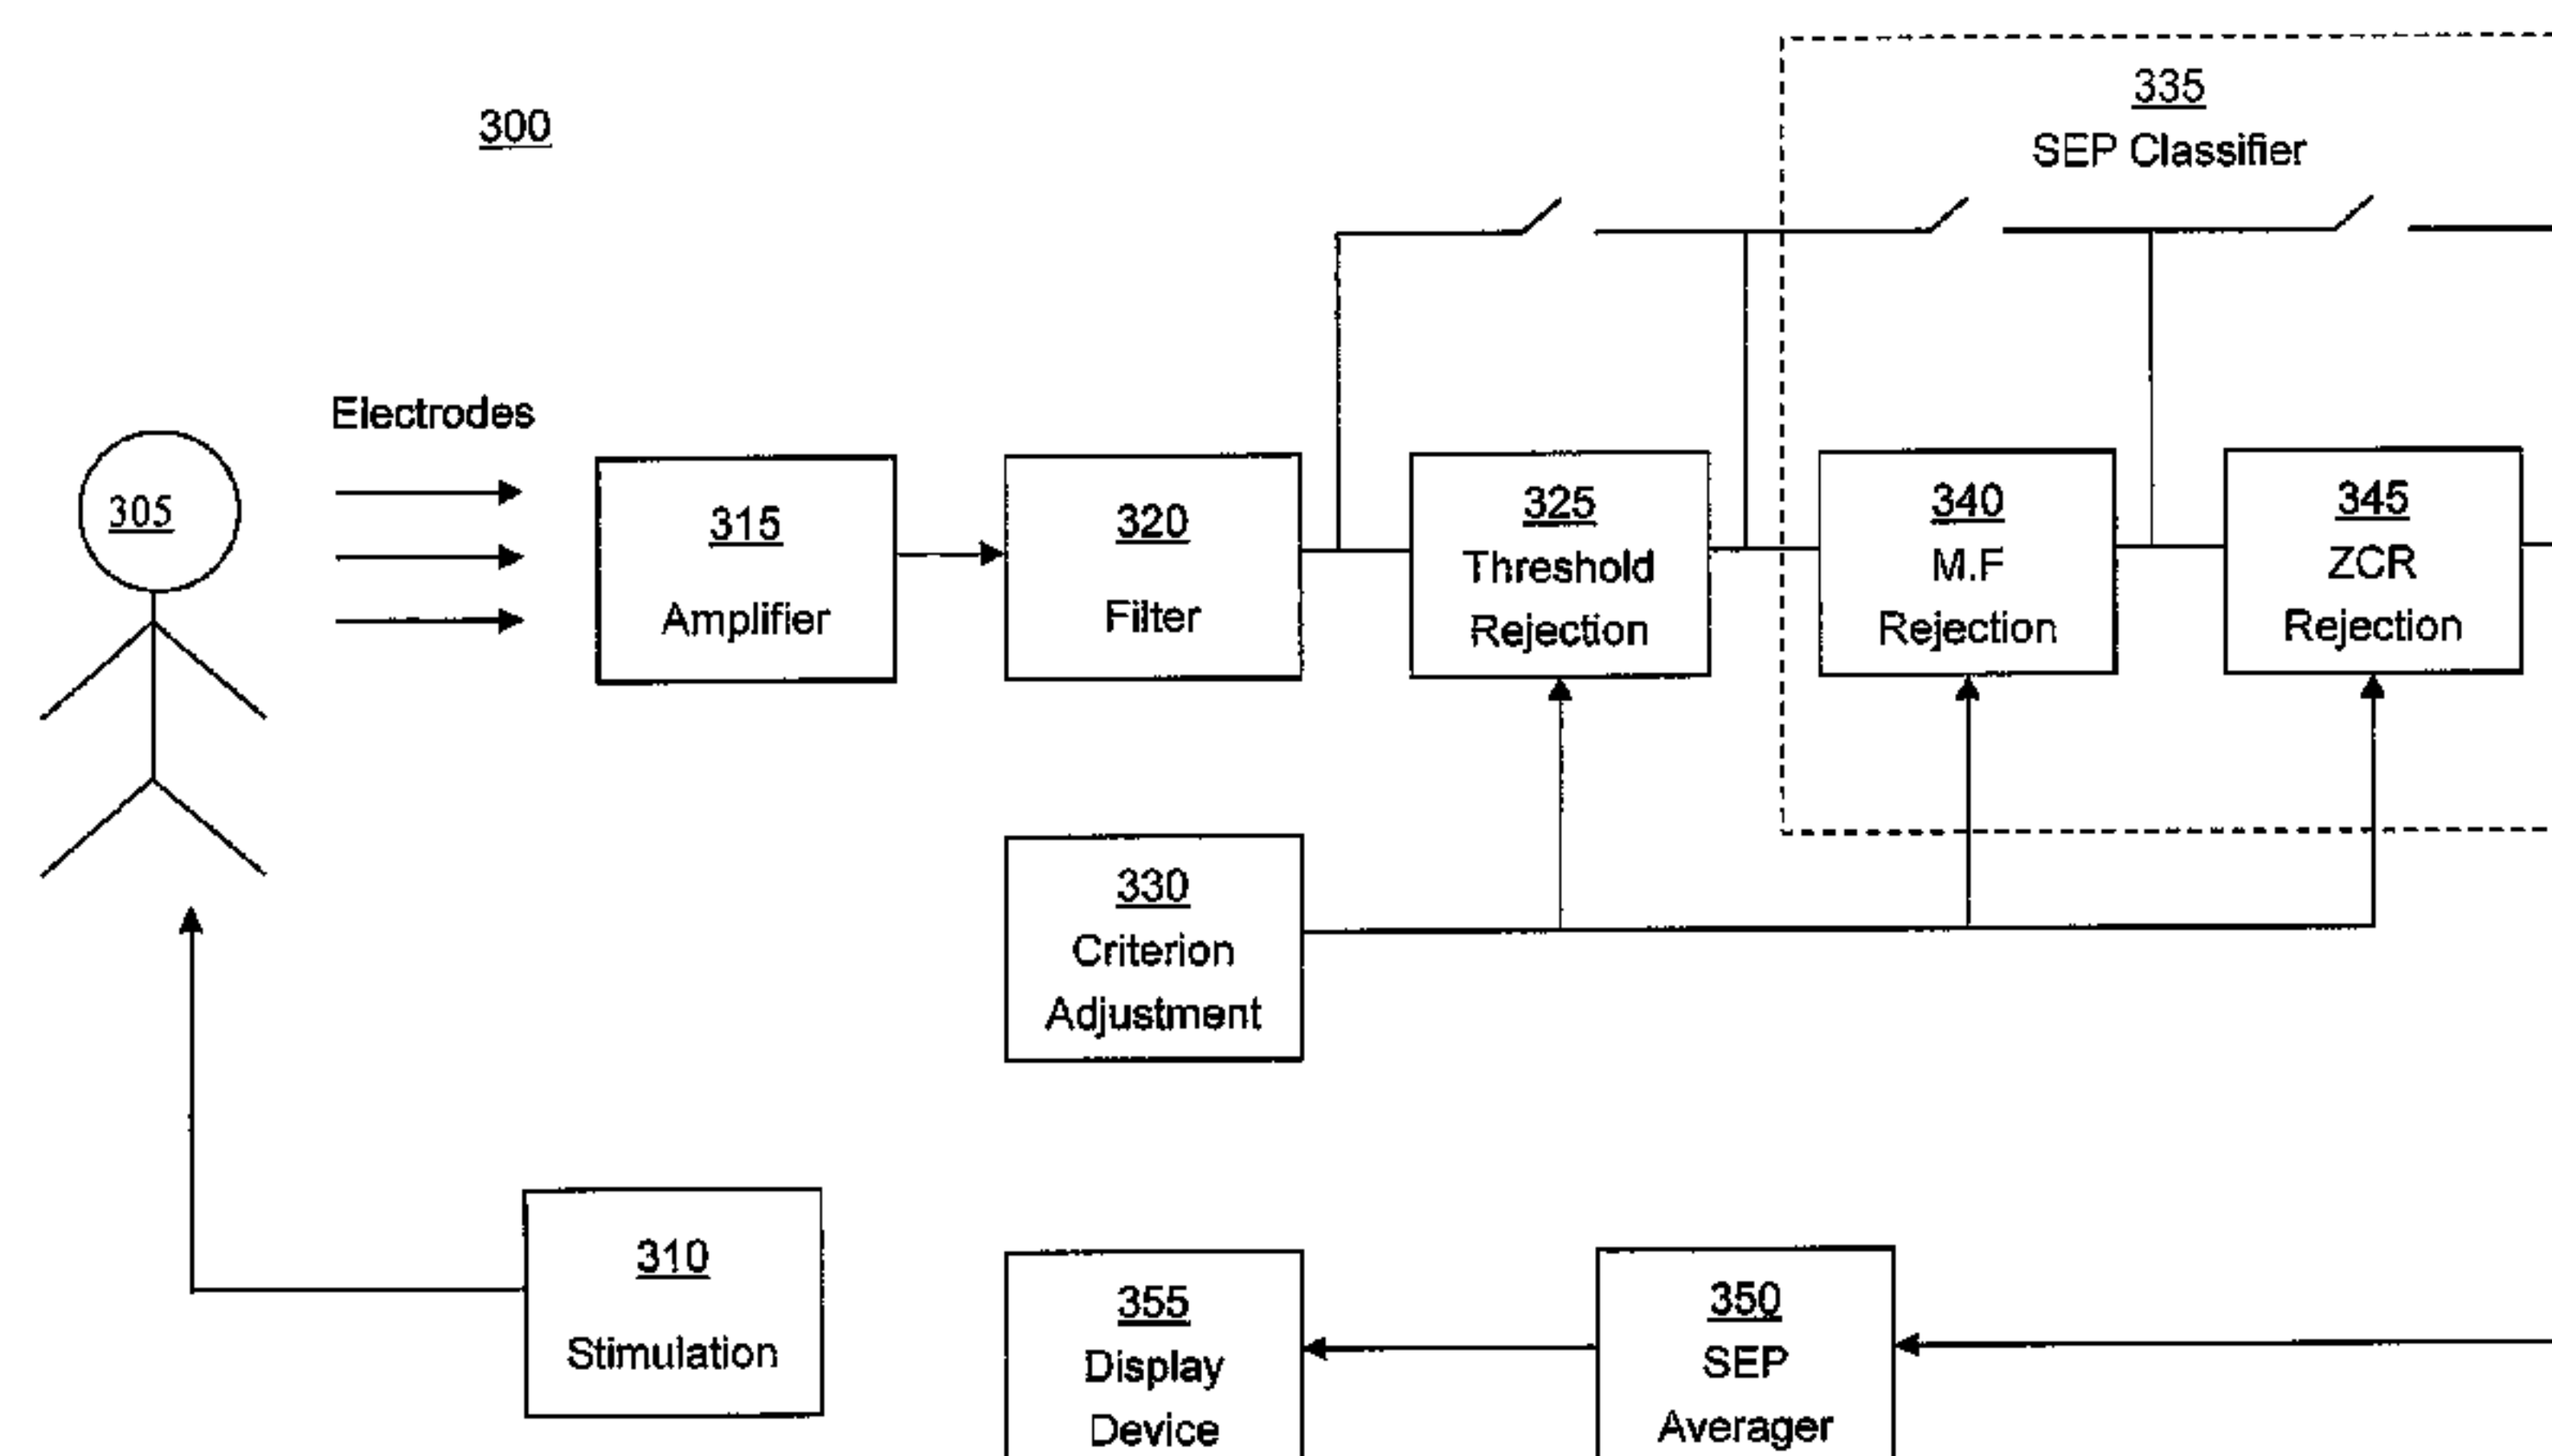 300
335
SEP Classifier
Electrodes
305
315
Amplifier
320
Filter
325
Threshold
Rejection
340
M.F
Rejection
345
ZCR
Rejection
330
Criterion
Adjustment
310
Stimulation
355
Display
Device
350
SEP
Averager